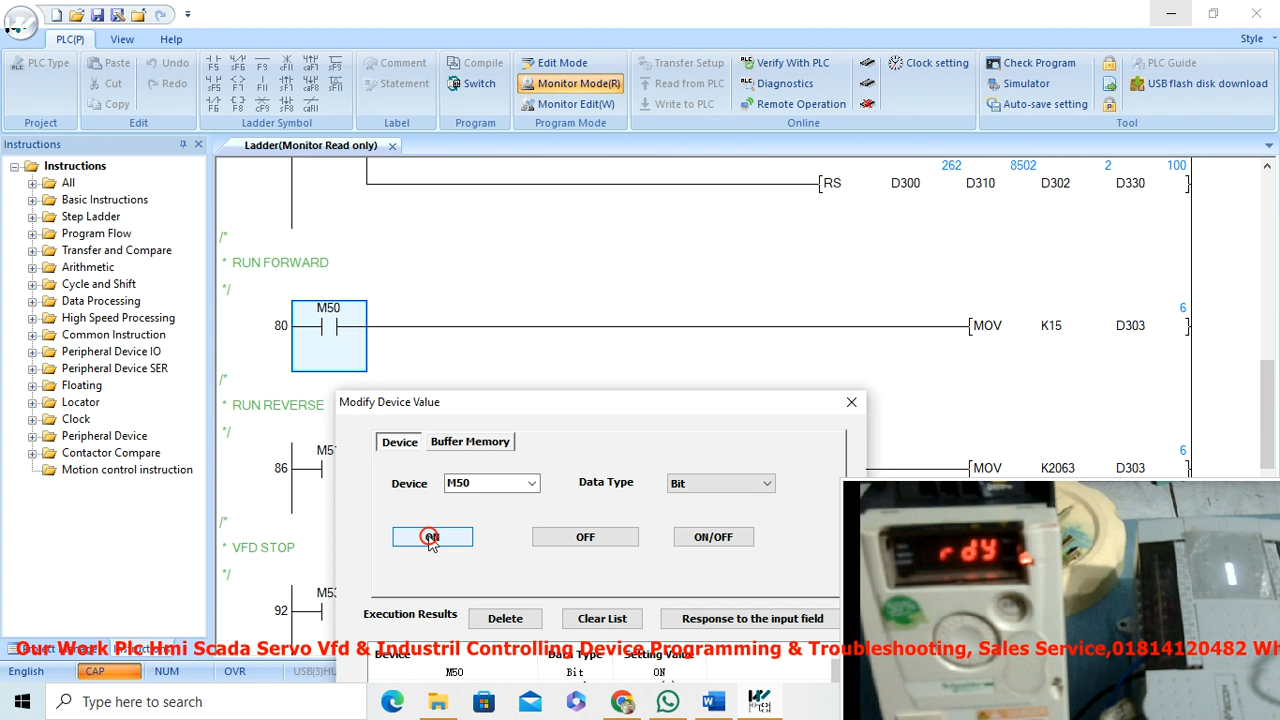 PLC(P) View Help Style
PLC Type Paste Undo Comment Compile Edit Mode Transfer Setup Verify With PLC Clock setting Check Program PLC Guide
Cut Redo Statement Switch Monitor Mode(R) Read from PLC Diagnostics Simulator USB flash disk download
Copy Monitor Edit(W) Write to PLC Remote Operation Auto-save setting
F5 F6 F7 F8
Project Edit Ladder Symbol Label Program Program Mode Online Tool
Instructions
Ladder(Monitor Read only)
Instructions
All
Basic Instructions
Step Ladder
Program Flow
Transfer and Compare
Arithmetic
Cycle and Shift
Data Processing
High Speed Processing
Common Instruction
Peripheral Device IO
Peripheral Device SER
Floating
Locator
Clock
Peripheral Device
Contactor Compare
Motion control instruction
262 8502 2 100
[RS D300 D310 D302 D330 ]
/*
* RUN FORWARD
*/
M50 6
80 [MOV K15 D303 ]
/*
* RUN REVERSE
*/
6
86 [MOV K2063 D303 ]
/*
* VFD STOP
*/
92
Modify Device Value
Device Buffer Memory
Device M50 Data Type Bit
ON OFF ON/OFF
Execution Results Delete Clear List Response to the input field
Device Data Type Setting Value
M50 Bit ON
rdY
Our Work Plc Hmi Scada Servo Vfd & Industril Controlling Device Programming & Troubleshooting, Sales Service,01814120482 Wh
English CAP NUM OVR
Type here to search